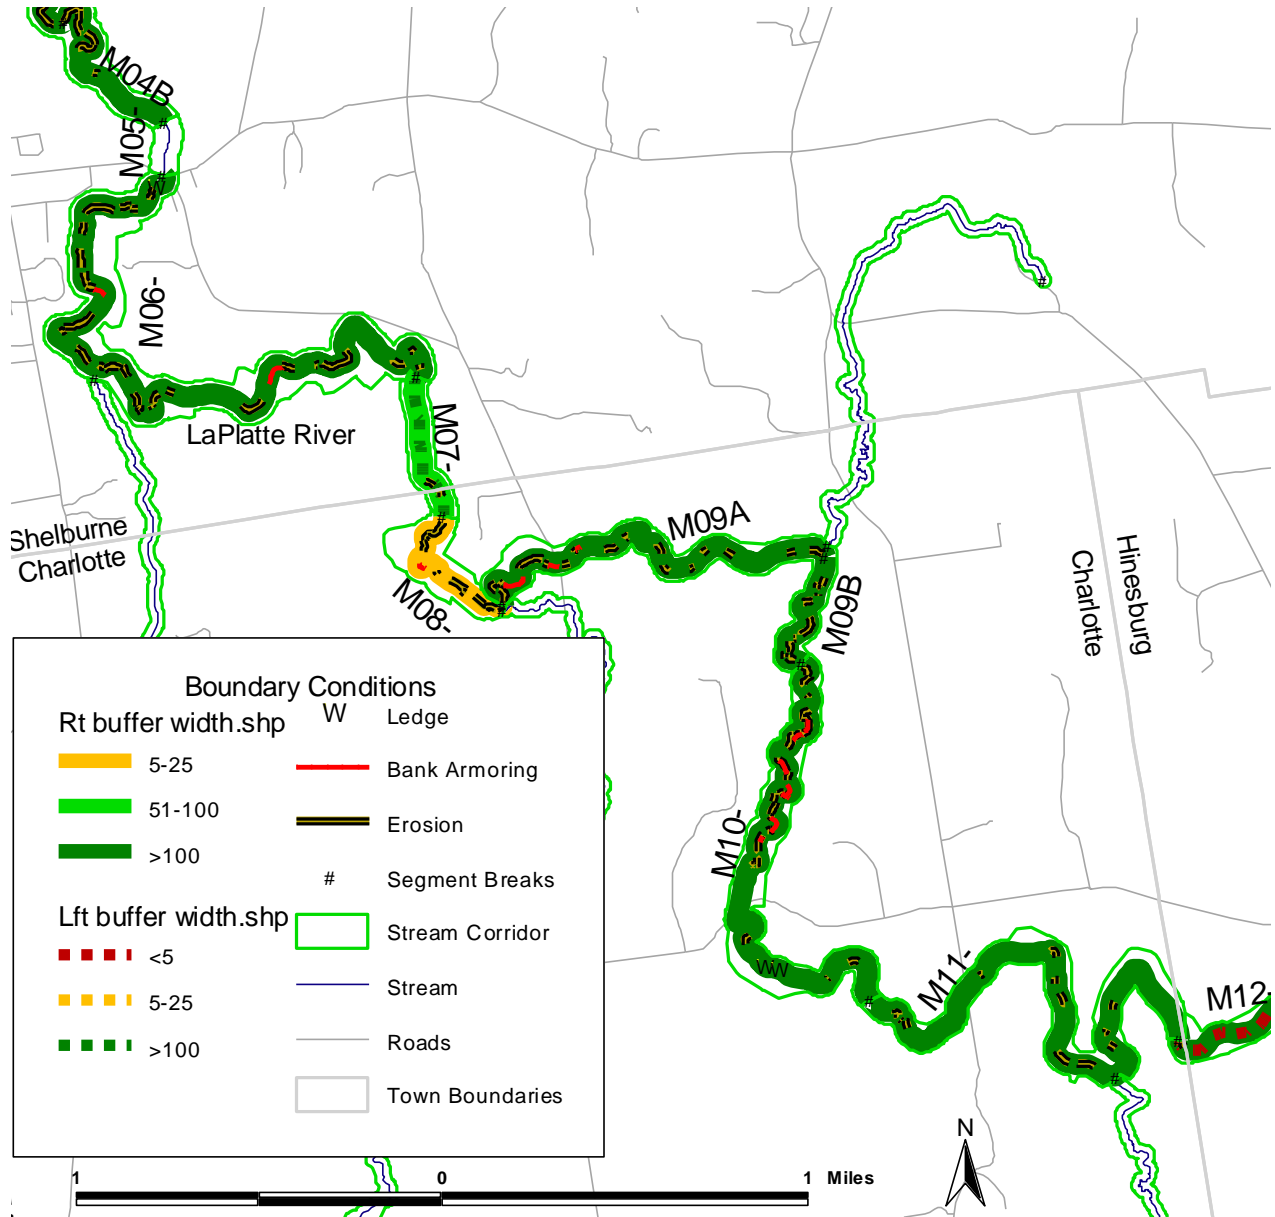 M04B
M05-
W
M06-
LaPlatte River
M07-
Shelburne
Charlotte
M08-
M09A
M09B
Hinesburg
Charlotte
M10-
WW
M11-
M12-
Boundary Conditions
Rt buffer width.shp
5-25
51-100
>100
Lft buffer width.shp
<5
5-25
>100
W Ledge
Bank Armoring
Erosion
# Segment Breaks
Stream Corridor
Stream
Roads
Town Boundaries
N
1 0 1 Miles